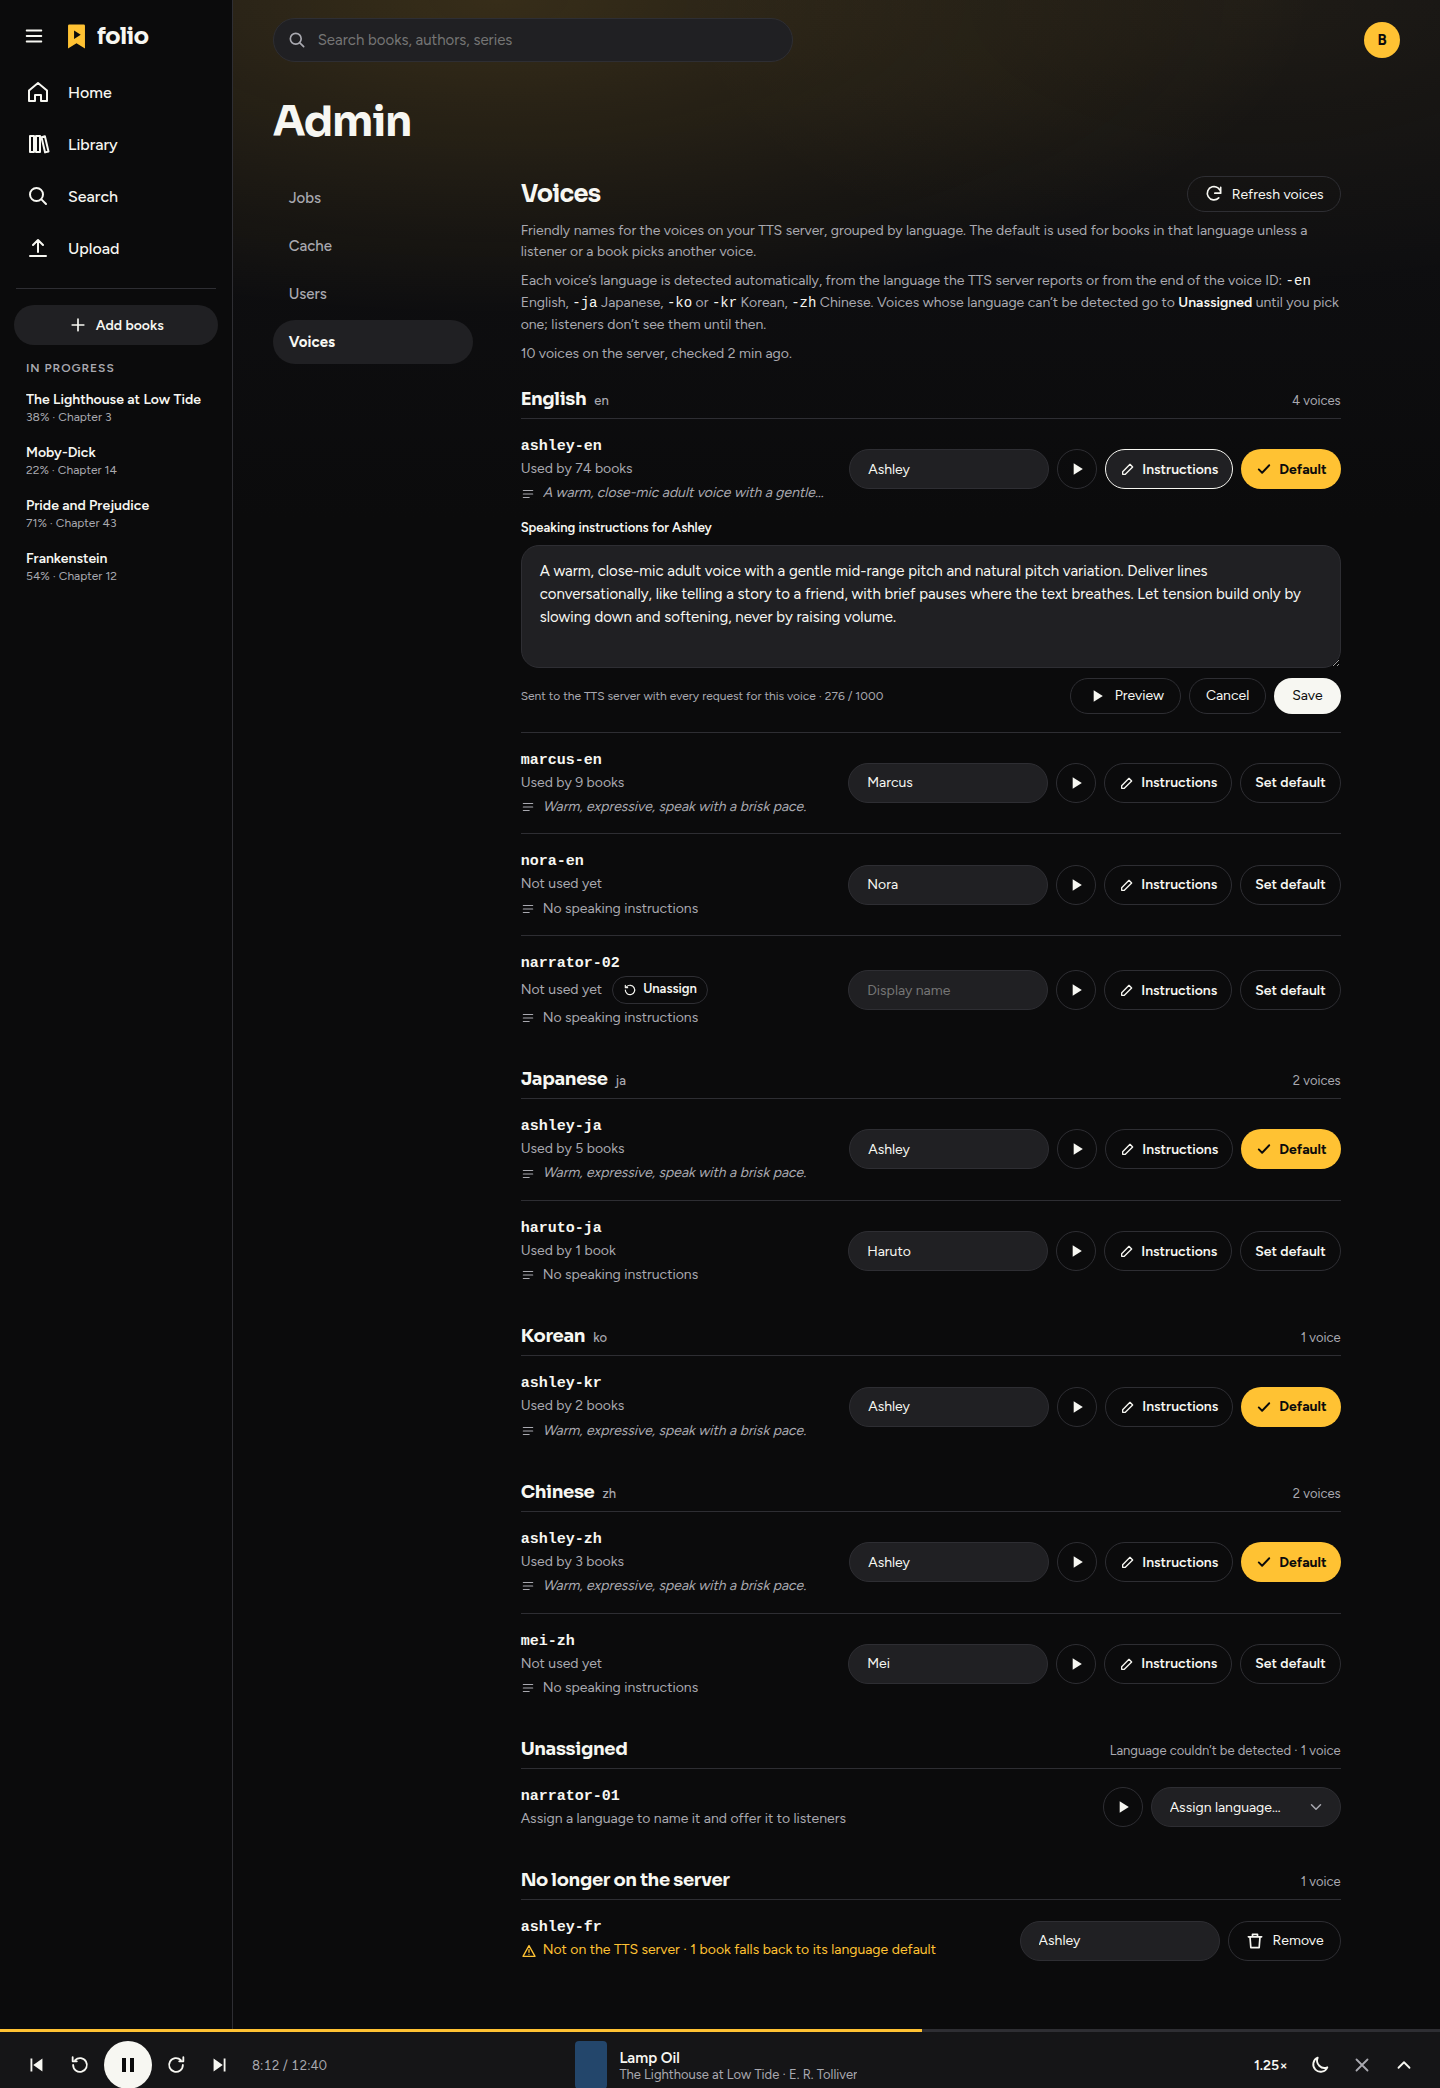 folio
Search books, authors, series
B
Home
Library
Search
Upload
Add books
IN PROGRESS
The Lighthouse at Low Tide
38% · Chapter 3
Moby-Dick
22% · Chapter 14
Pride and Prejudice
71% · Chapter 43
Frankenstein
54% · Chapter 12
Admin
Jobs
Cache
Users
Voices
Voices
Refresh voices
Friendly names for the voices on your TTS server, grouped by language. The default is used for books in that language unless a
listener or a book picks another voice.
Each voice’s language is detected automatically, from the language the TTS server reports or from the end of the voice ID: -en
English, -ja Japanese, -ko or -kr Korean, -zh Chinese. Voices whose language can’t be detected go to Unassigned until you pick
one; listeners don’t see them until then.
10 voices on the server, checked 2 min ago.
English en
4 voices
ashley-en
Used by 74 books
A warm, close-mic adult voice with a gentle…
Ashley
Instructions
Default
Speaking instructions for Ashley
A warm, close-mic adult voice with a gentle mid-range pitch and natural pitch variation. Deliver lines
conversationally, like telling a story to a friend, with brief pauses where the text breathes. Let tension build only by
slowing down and softening, never by raising volume.
Sent to the TTS server with every request for this voice · 276 / 1000
Preview
Cancel
Save
marcus-en
Used by 9 books
Warm, expressive, speak with a brisk pace.
Marcus
Instructions
Set default
nora-en
Not used yet
No speaking instructions
Nora
Instructions
Set default
narrator-02
Not used yet
Unassign
No speaking instructions
Display name
Instructions
Set default
Japanese ja
2 voices
ashley-ja
Used by 5 books
Warm, expressive, speak with a brisk pace.
Ashley
Instructions
Default
haruto-ja
Used by 1 book
No speaking instructions
Haruto
Instructions
Set default
Korean ko
1 voice
ashley-kr
Used by 2 books
Warm, expressive, speak with a brisk pace.
Ashley
Instructions
Default
Chinese zh
2 voices
ashley-zh
Used by 3 books
Warm, expressive, speak with a brisk pace.
Ashley
Instructions
Default
mei-zh
Not used yet
No speaking instructions
Mei
Instructions
Set default
Unassigned
Language couldn’t be detected · 1 voice
narrator-01
Assign a language to name it and offer it to listeners
Assign language…
No longer on the server
1 voice
ashley-fr
Not on the TTS server · 1 book falls back to its language default
Ashley
Remove
8:12 / 12:40
Lamp Oil
The Lighthouse at Low Tide · E. R. Tolliver
1.25×